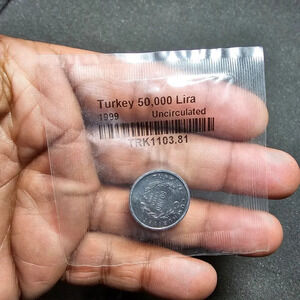 Turkey 50,000 Lira
1999 Uncirculated
TRK1103.81